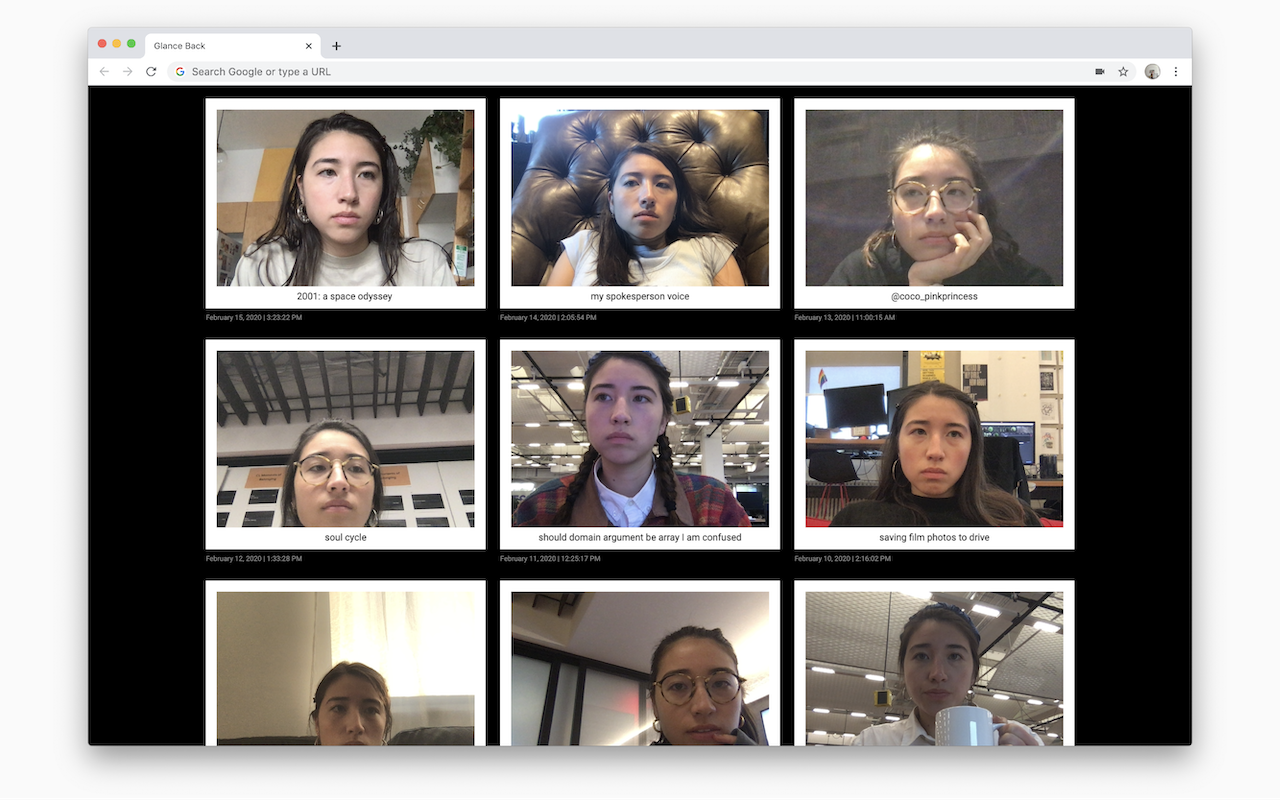 Glance Back
Search Google or type a URL
2001: a space odyssey
my spokesperson voice
@coco_pinkprincess
February 15, 2020 | 3:23:22 PM
February 14, 2020 | 2:05:54 PM
February 13, 2020 | 11:00:15 AM
soul cycle
should domain argument be array I am confused
saving film photos to drive
February 12, 2020 | 1:33:28 PM
February 11, 2020 | 12:25:17 PM
February 10, 2020 | 2:16:02 PM